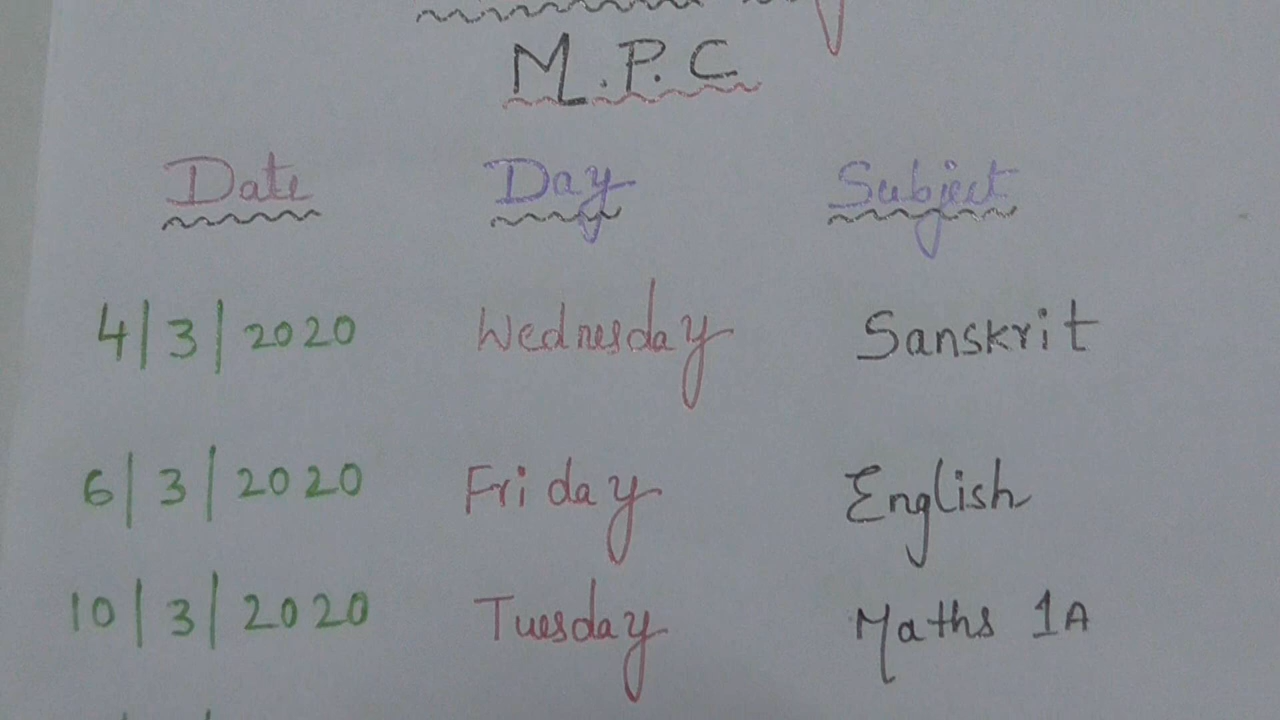 M.P.C
Date Day Subject
4/3/2020 Wednesday Sanskrit
6/3/2020 Friday English
10/3/2020 Tuesday Maths 1A